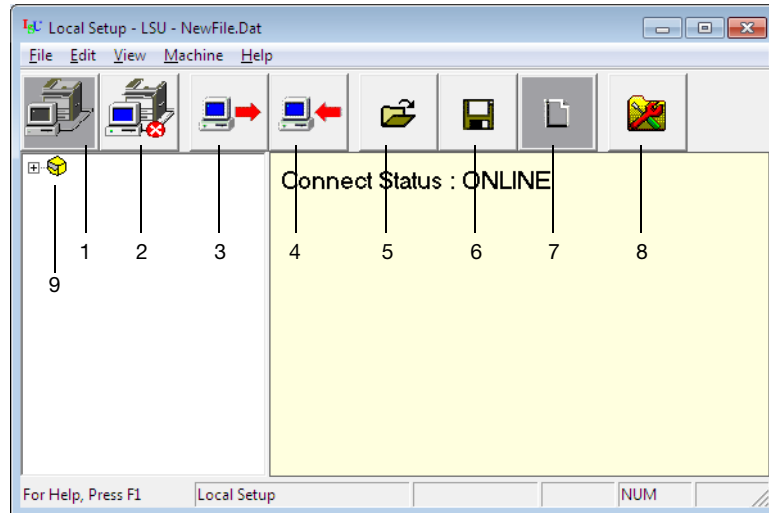 LSU Local Setup - LSU - NewFile.Dat
File Edit View Machine Help
Connect Status : ONLINE
1 2 3 4 5 6 7 8
9
For Help, Press F1 Local Setup NUM